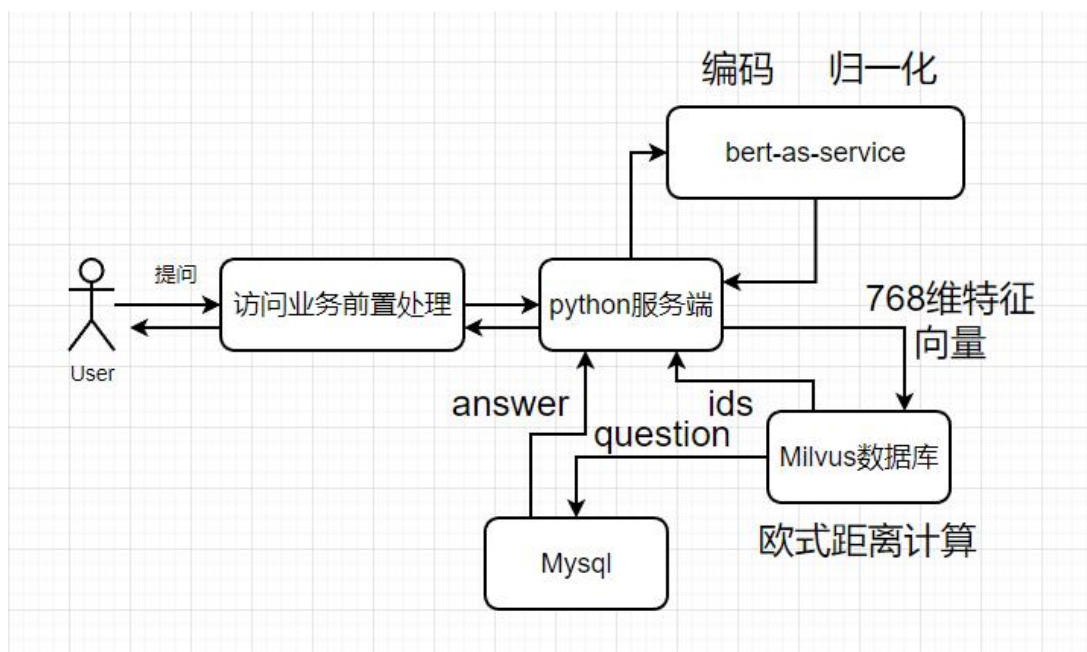 编码 归一化
bert-as-service
提问
访问业务前置处理
python服务端
768维特征
向量
User
answer
ids
question
Milvus数据库
欧式距离计算
Mysql